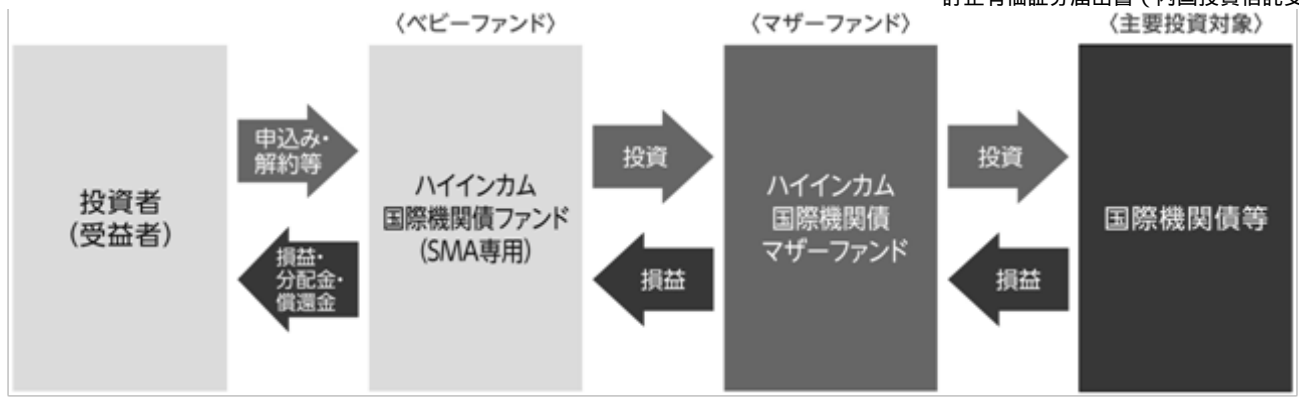 〈ベビーファンド〉
〈マザーファンド〉
〈主要投資対象〉
投資者
(受益者)
申込み・
解約等
損益・
分配金・
償還金
ハイインカム
国際機関債ファンド
(SMA専用)
投資
損益
ハイインカム
国際機関債
マザーファンド
投資
損益
国際機関債等